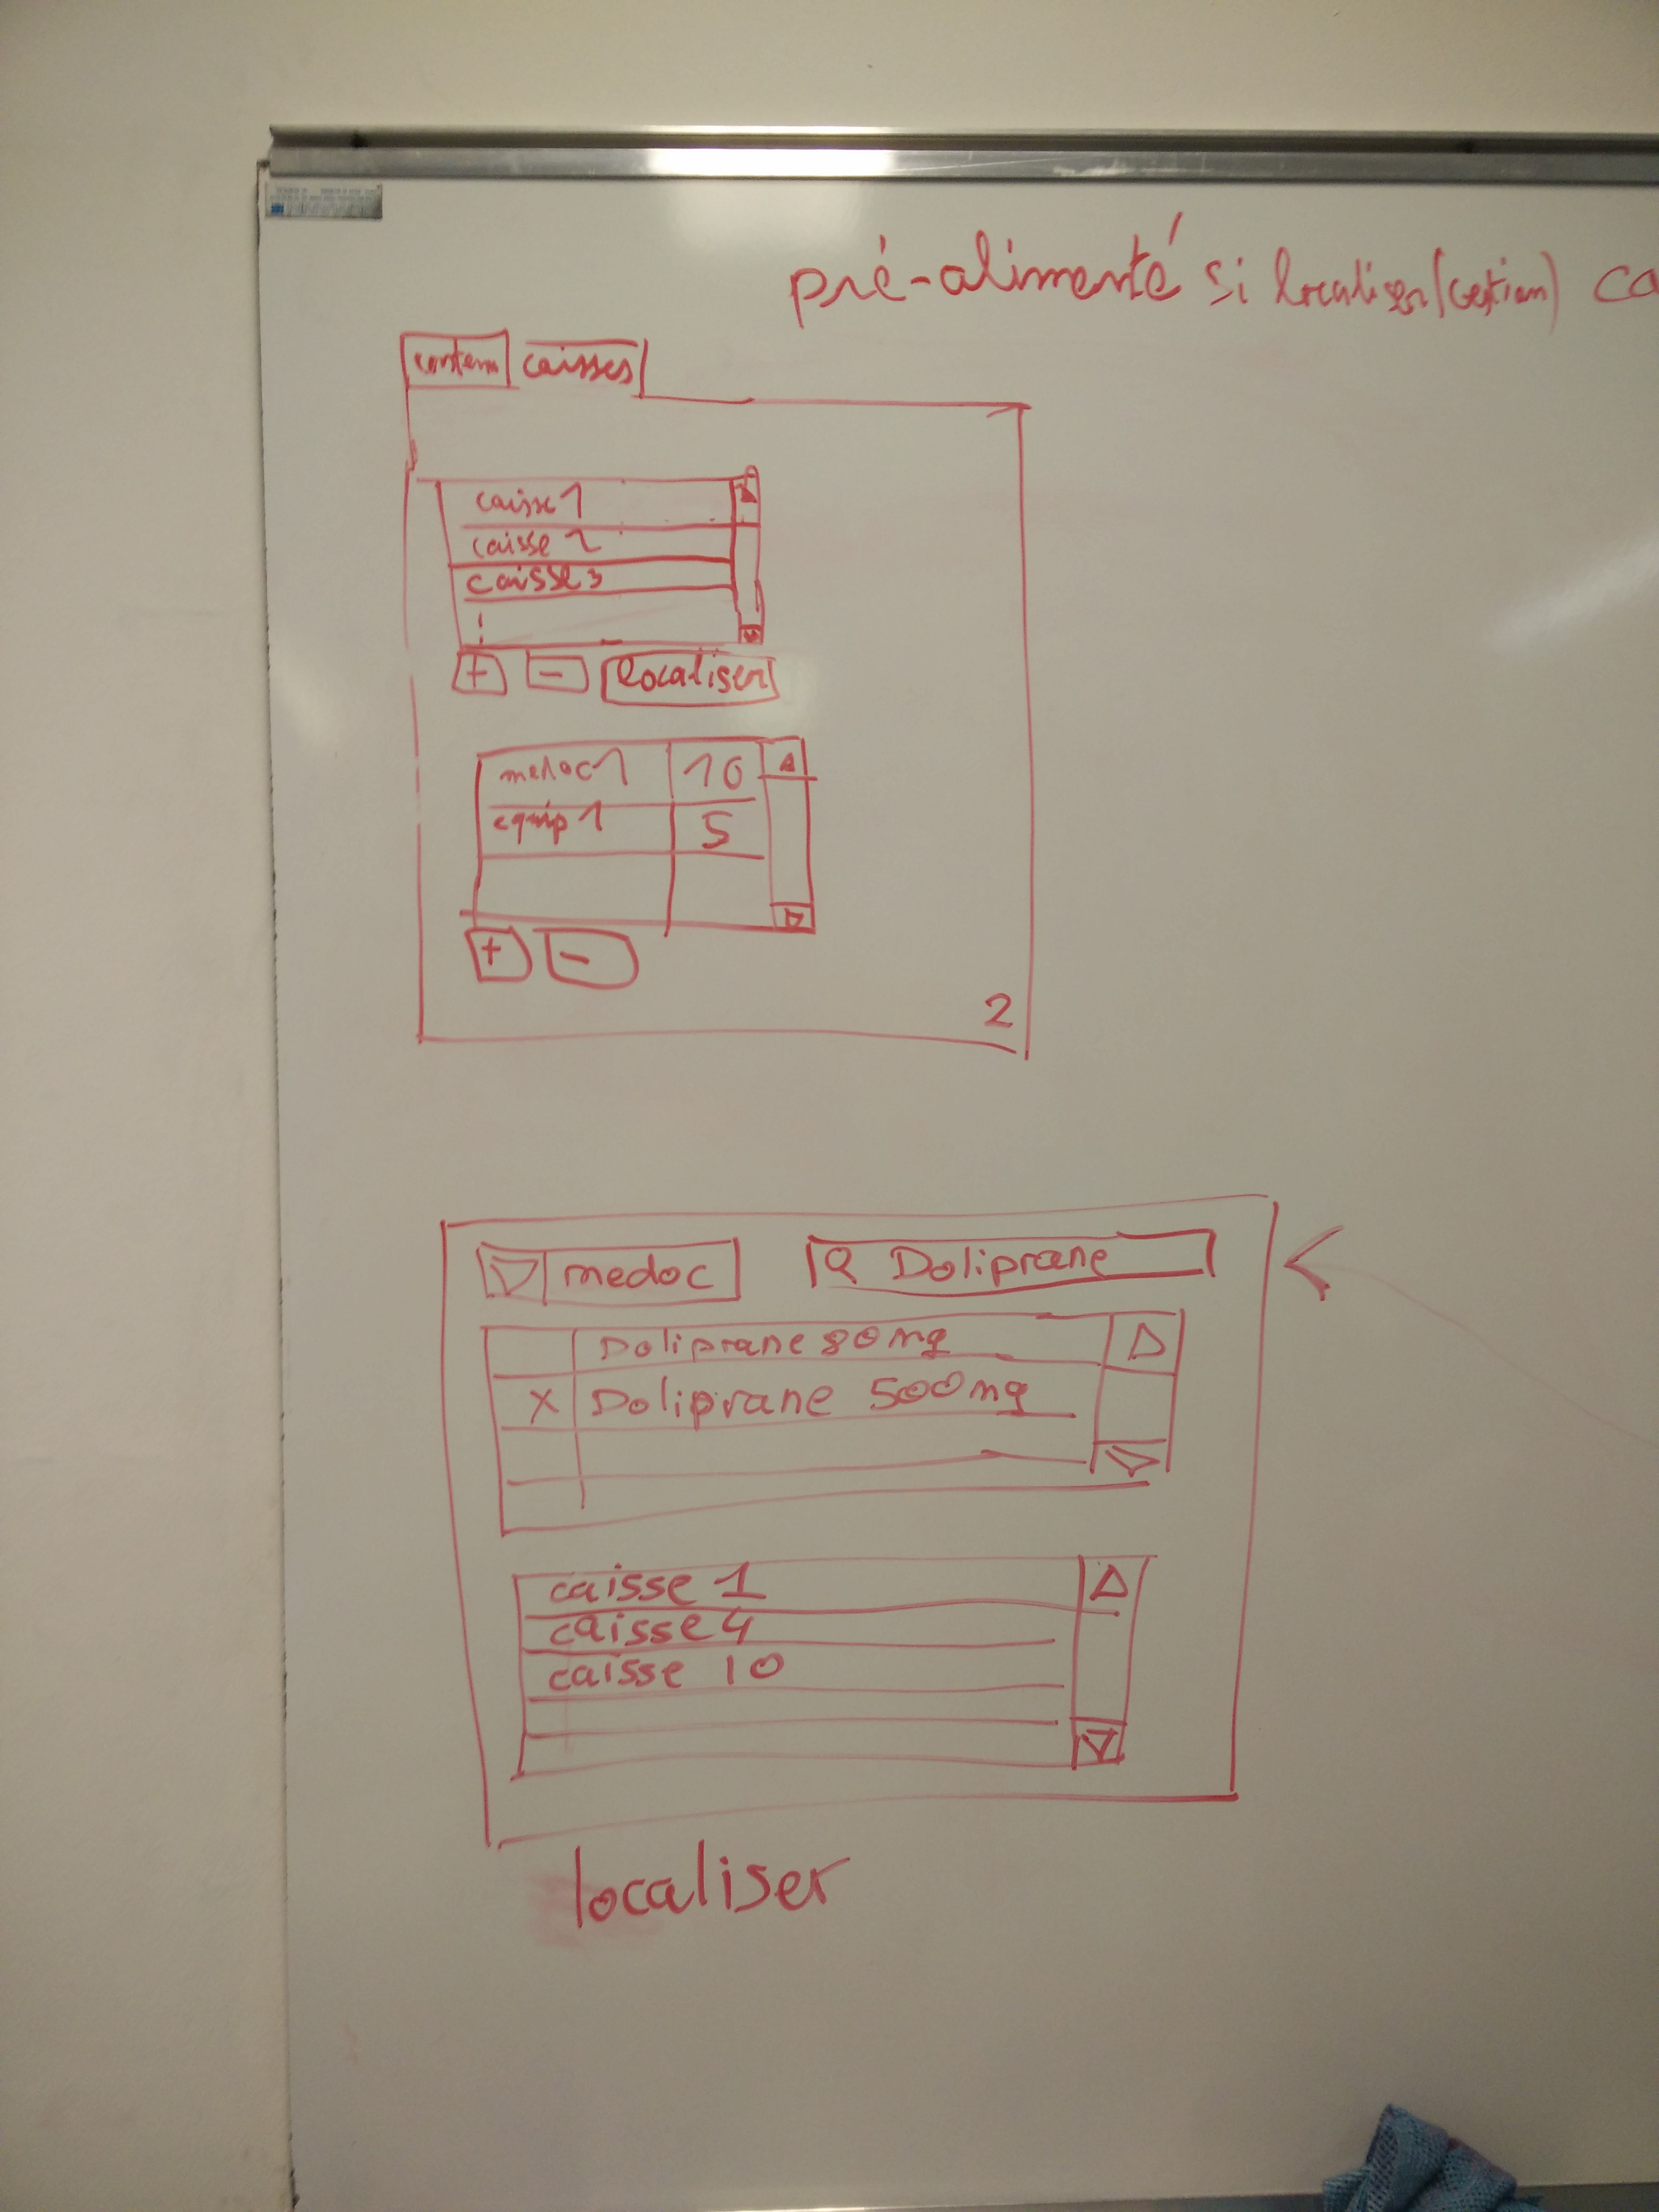 pré-alimenté si localiser (Gestion) ca
contenu caisses
caisse 1
caisse 2
caisse 3
+ - localiser
medoc 1 10
equip 1 5
+ -
2
medoc Doliprane
Doliprane 80mg
X Doliprane 500mg
caisse 1
caisse 4
caisse 10
localiser